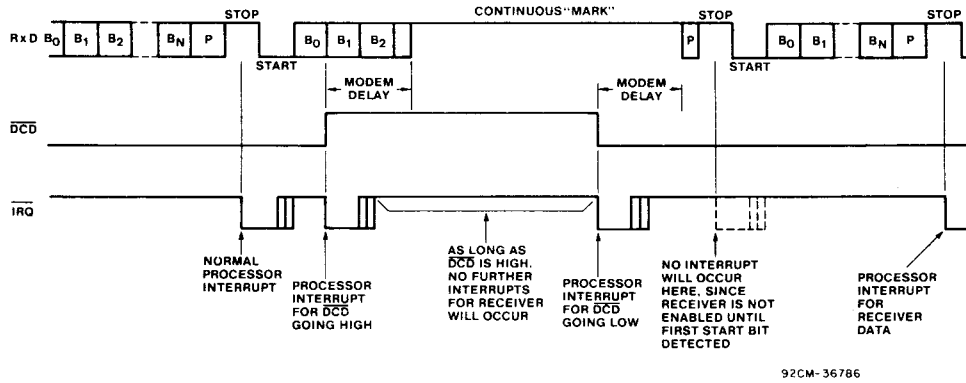 STOP CONTINUOUS "MARK" STOP STOP
RxD B0 B1 B2 BN P B0 B1 B2 P B0 B1 BN P
START START
MODEM
DELAY
MODEM
DELAY
DCD
IRQ
NORMAL
PROCESSOR
INTERRUPT
PROCESSOR
INTERRUPT
FOR DCD
GOING HIGH
AS LONG AS
DCD IS HIGH.
NO FURTHER
INTERRUPTS
FOR RECEIVER
WILL OCCUR
PROCESSOR
INTERRUPT
FOR DCD
GOING LOW
NO INTERRUPT
WILL OCCUR
HERE, SINCE
RECEIVER IS NOT
ENABLED UNTIL
FIRST START BIT
DETECTED
PROCESSOR
INTERRUPT
FOR
RECEIVER
DATA
92CM-36786